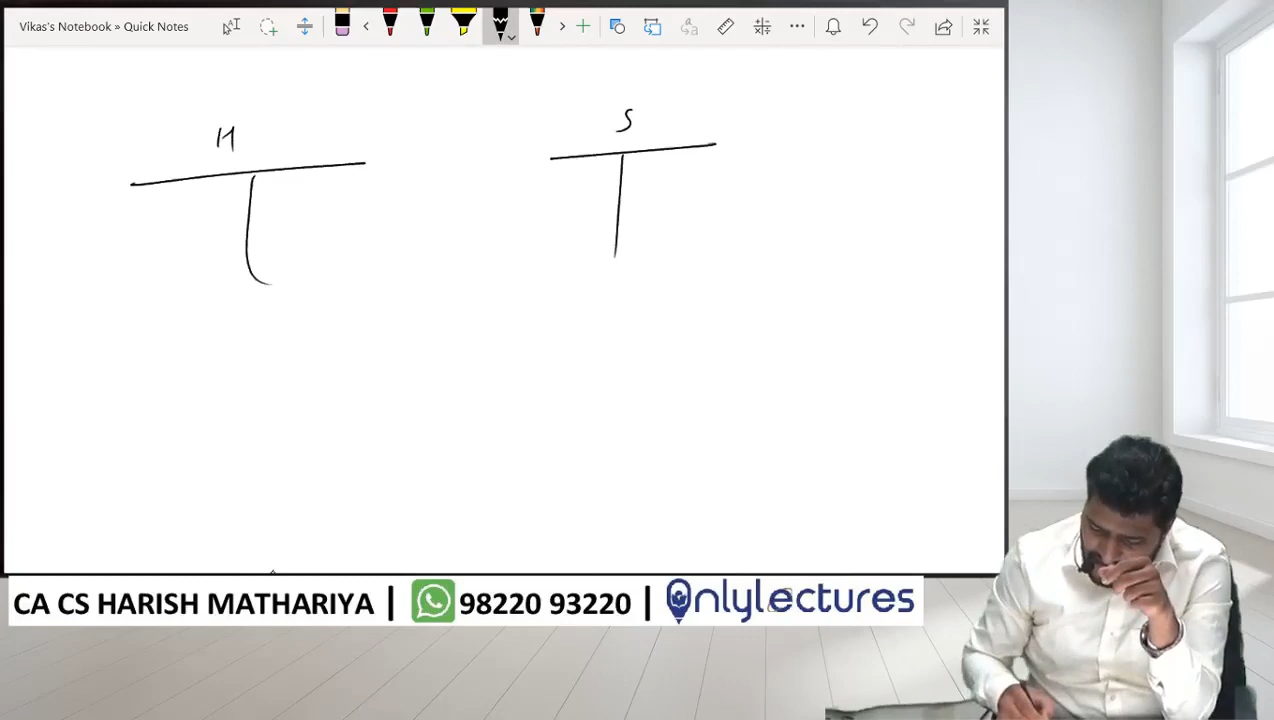 Vikas's Notebook » Quick Notes
H
S
CA CS HARISH MATHARIYA | 98220 93220 | Onlylectures